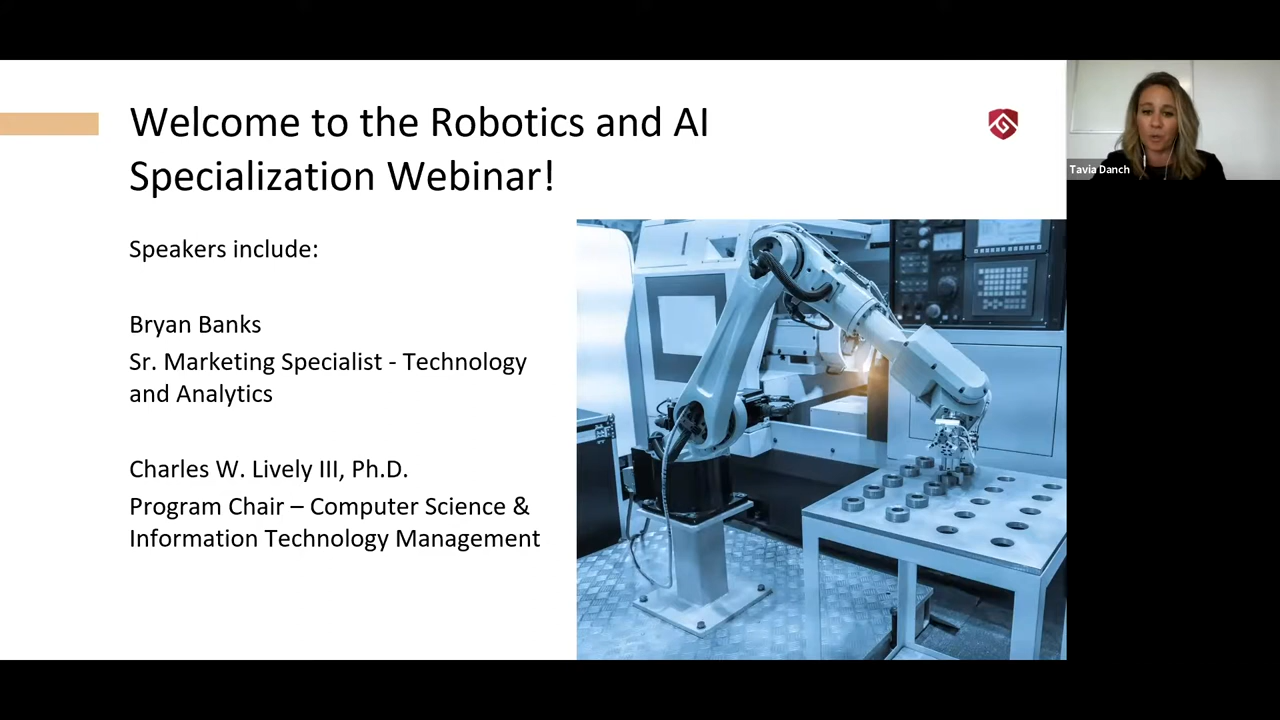 Welcome to the Robotics and AI
Specialization Webinar!
Speakers include:
Bryan Banks
Sr. Marketing Specialist - Technology
and Analytics
Charles W. Lively III, Ph.D.
Program Chair – Computer Science &
Information Technology Management
Tavia Danch